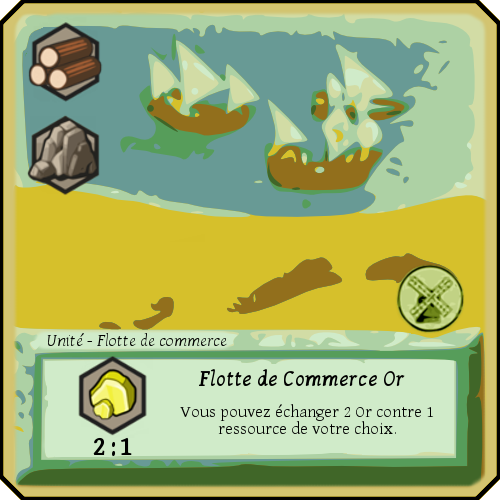 Unité - Flotte de commerce
Flotte de Commerce Or
Vous pouvez échanger 2 Or contre 1
ressource de votre choix.
2:1